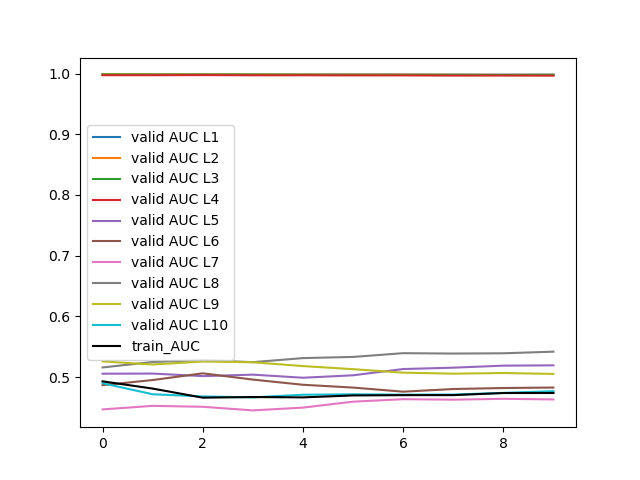 1.0
0.9
0.8
0.7
0.6
0.5
valid AUC L1
valid AUC L2
valid AUC L3
valid AUC L4
valid AUC L5
valid AUC L6
valid AUC L7
valid AUC L8
valid AUC L9
valid AUC L10
train_AUC
0 2 4 6 8